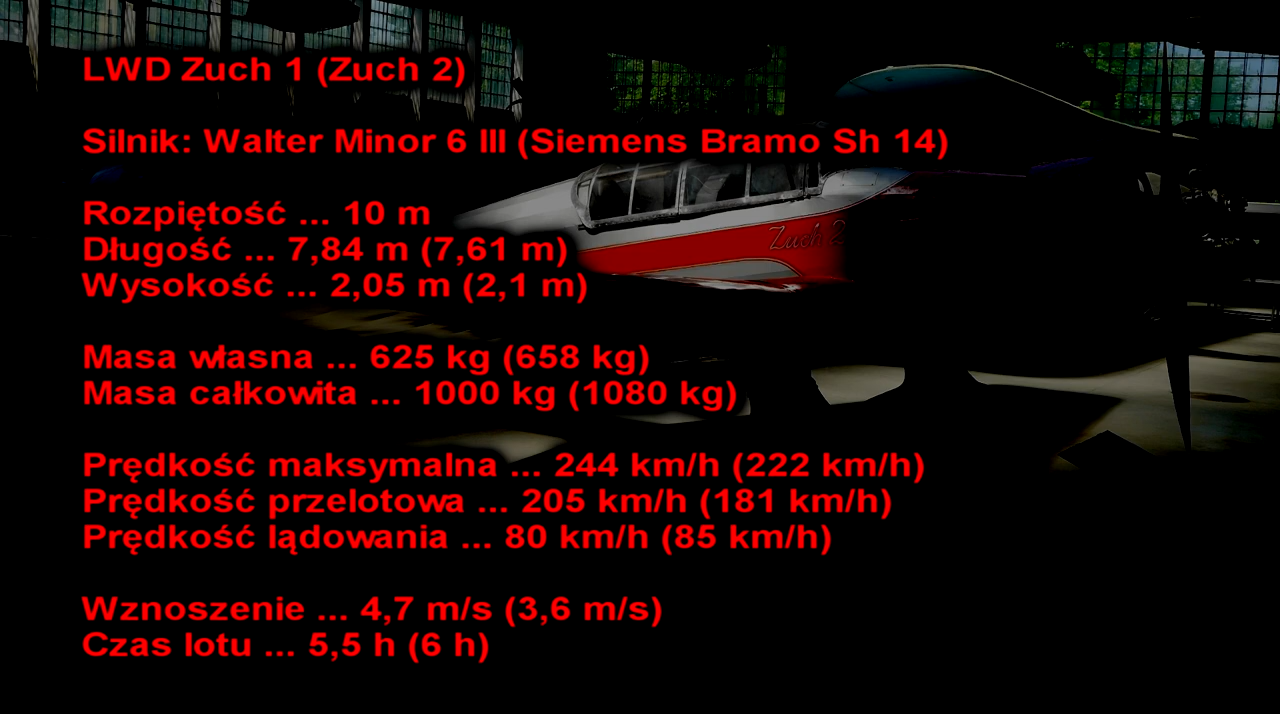 LWD Zuch 1 (Zuch 2)
Silnik: Walter Minor 6 III (Siemens Bramo Sh 14)
Rozpiętość ... 10 m
Długość ... 7,84 m (7,61 m)
Wysokość ... 2,05 m (2,1 m)
Zuch 2
Masa własna ... 625 kg (658 kg)
Masa całkowita ... 1000 kg (1080 kg)
Prędkość maksymalna ... 244 km/h (222 km/h)
Prędkość przelotowa ... 205 km/h (181 km/h)
Prędkość lądowania ... 80 km/h (85 km/h)
Wznoszenie ... 4,7 m/s (3,6 m/s)
Czas lotu ... 5,5 h (6 h)